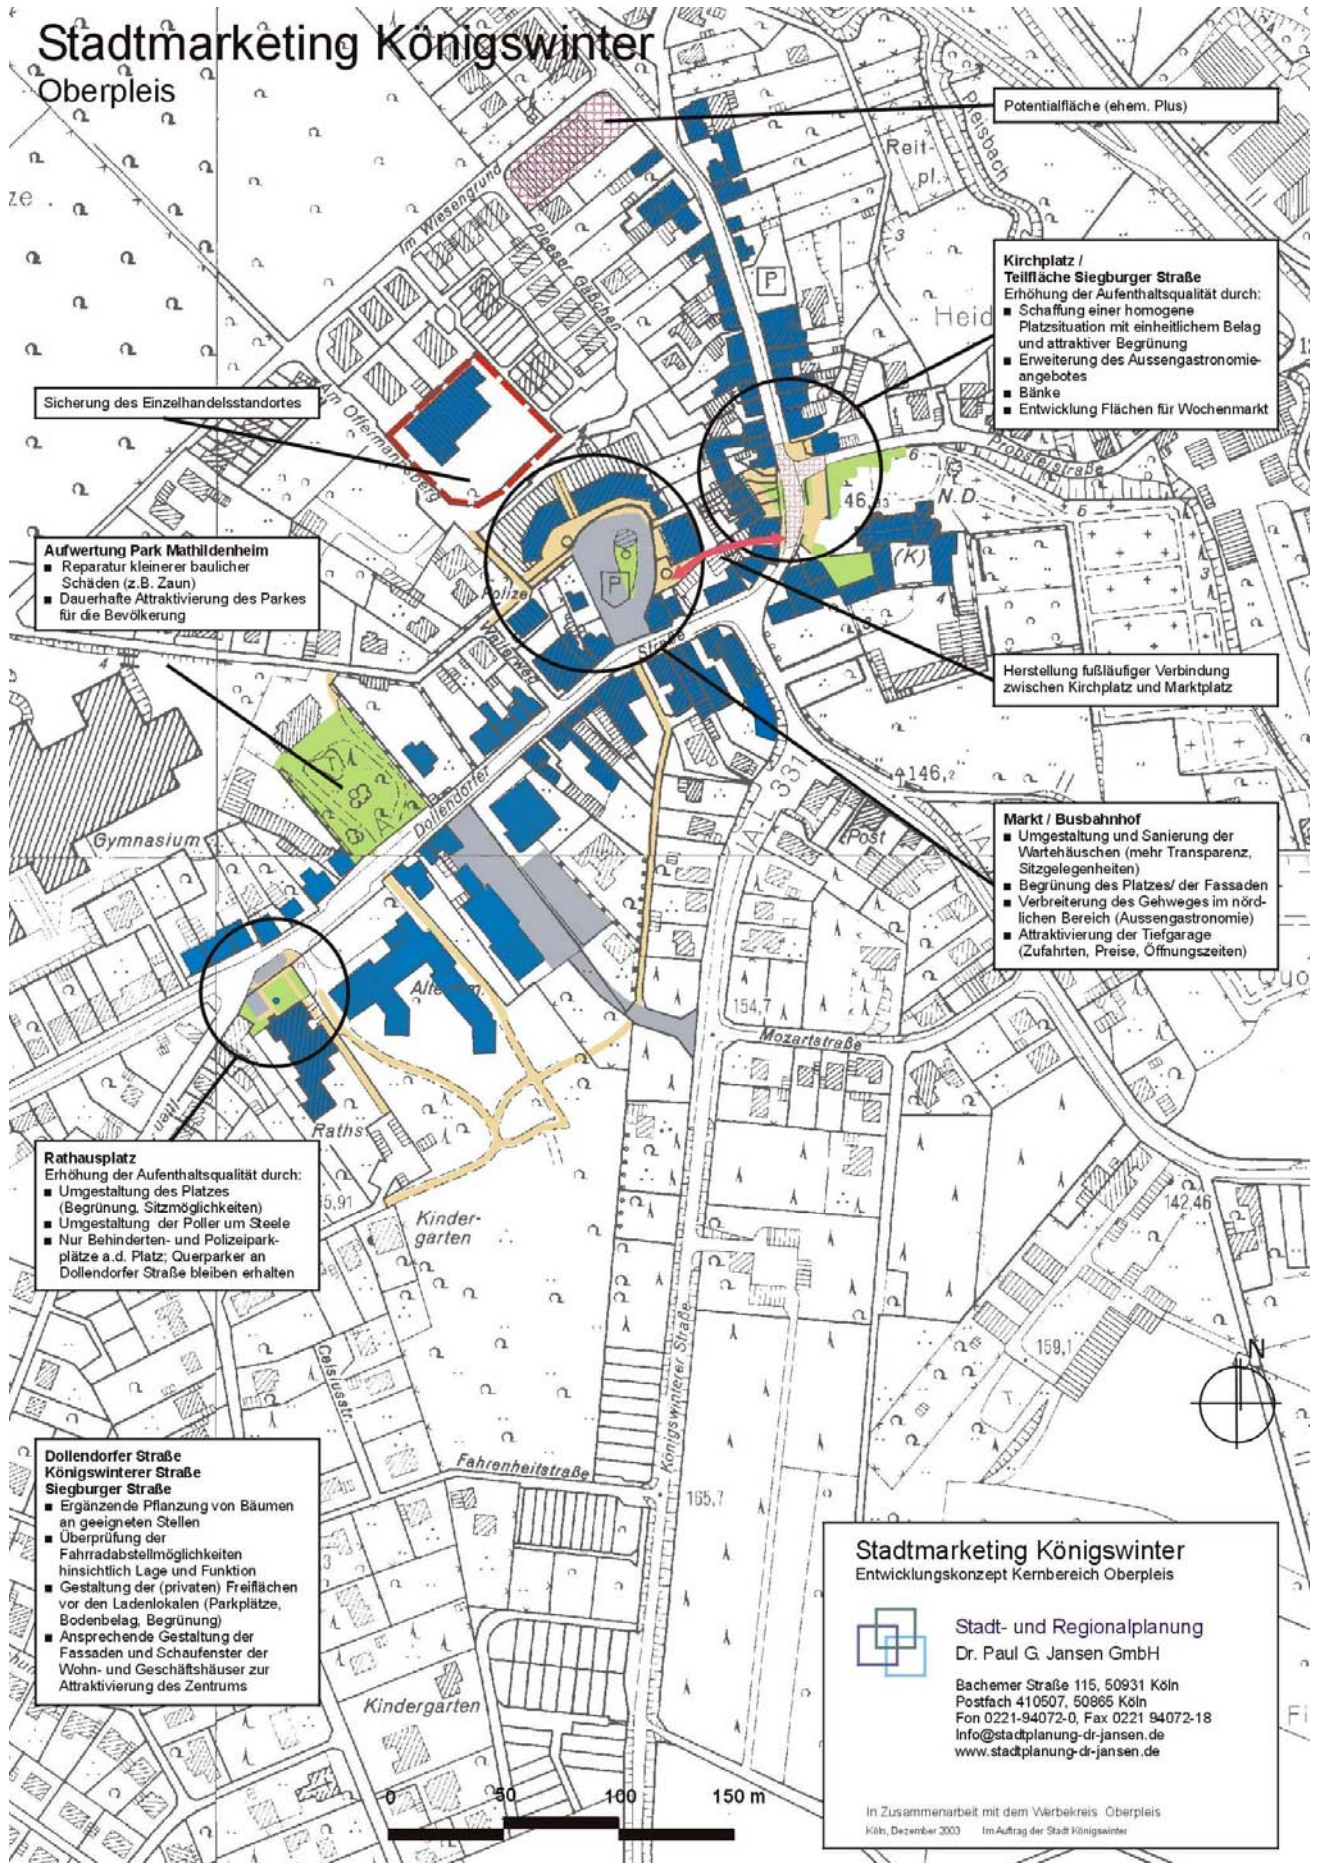 Stadtmarketing Königswinter
Oberpleis
Potentialfläche (ehem. Plus)
Pleisbach
Reit-
pl.
ze
Im Wiesengrund
Pleeser Gäßchen
P
3
Kirchplatz /
Teilfläche Siegburger Straße
Erhöhung der Aufenthaltsqualität durch:
■ Schaffung einer homogene
Platzsituation mit einheitlichem Belag
und attraktiver Begrünung
■ Erweiterung des Aussengastronomie-
angebotes
■ Bänke
■ Entwicklung Flächen für Wochenmarkt
Heid
Sicherung des Einzelhandelsstandortes
Am Offermannsberg
Probsteistraße
6
N.D.
6
Aufwertung Park Mathildenheim
■ Reparatur kleinerer baulicher
Schäden (z.B. Zaun)
■ Dauerhafte Attraktivierung des Parkes
für die Bevölkerung
Polize
P
(K)
3
4
Straße
4
Herstellung fußläufiger Verbindung
zwischen Kirchplatz und Marktplatz
146,2
331
Dollendorfer
Gymnasium
Post
Markt / Busbahnhof
■ Umgestaltung und Sanierung der
Wartehäuschen (mehr Transparenz,
Sitzgelegenheiten)
■ Begrünung des Platzes/ der Fassaden
■ Verbreiterung des Gehweges im nörd-
lichen Bereich (Aussengastronomie)
■ Attraktivierung der Tiefgarage
(Zufahrten, Preise, Öffnungszeiten)
154,7
Mozartstraße
Raths
Rathausplatz
Erhöhung der Aufenthaltsqualität durch:
■ Umgestaltung des Platzes
(Begrünung, Sitzmöglichkeiten)
■ Umgestaltung der Poller um Steele
■ Nur Behinderten- und Polizeipark-
plätze a.d. Platz; Querparker an
Dollendorfer Straße bleiben erhalten
5,91
Kinder-
garten
142,46
159,1
N
Königswinterer Straße
Celsiusstr.
Fahrenheitstraße
165,7
Dollendorfer Straße
Königswinterer Straße
Siegburger Straße
■ Ergänzende Pflanzung von Bäumen
an geeigneten Stellen
■ Überprüfung der
Fahrradabstellmöglichkeiten
hinsichtlich Lage und Funktion
■ Gestaltung der (privaten) Freiflächen
vor den Ladenlokalen (Parkplätze,
Bodenbelag, Begrünung)
■ Ansprechende Gestaltung der
Fassaden und Schaufenster der
Wohn- und Geschäftshäuser zur
Attraktivierung des Zentrums
Kindergarten
0 50 100 150 m
Stadtmarketing Königswinter
Entwicklungskonzept Kernbereich Oberpleis
Stadt- und Regionalplanung
Dr. Paul G. Jansen GmbH
Bachemer Straße 115, 50931 Köln
Postfach 410507, 50865 Köln
Fon 0221-94072-0, Fax 0221 94072-18
Info@stadtplanung-dr-jansen.de
www.stadtplanung-dr-jansen.de
In Zusammenarbeit mit dem Werbekreis Oberpleis
Köln, Dezember 2003 Im Auftrag der Stadt Königswinter